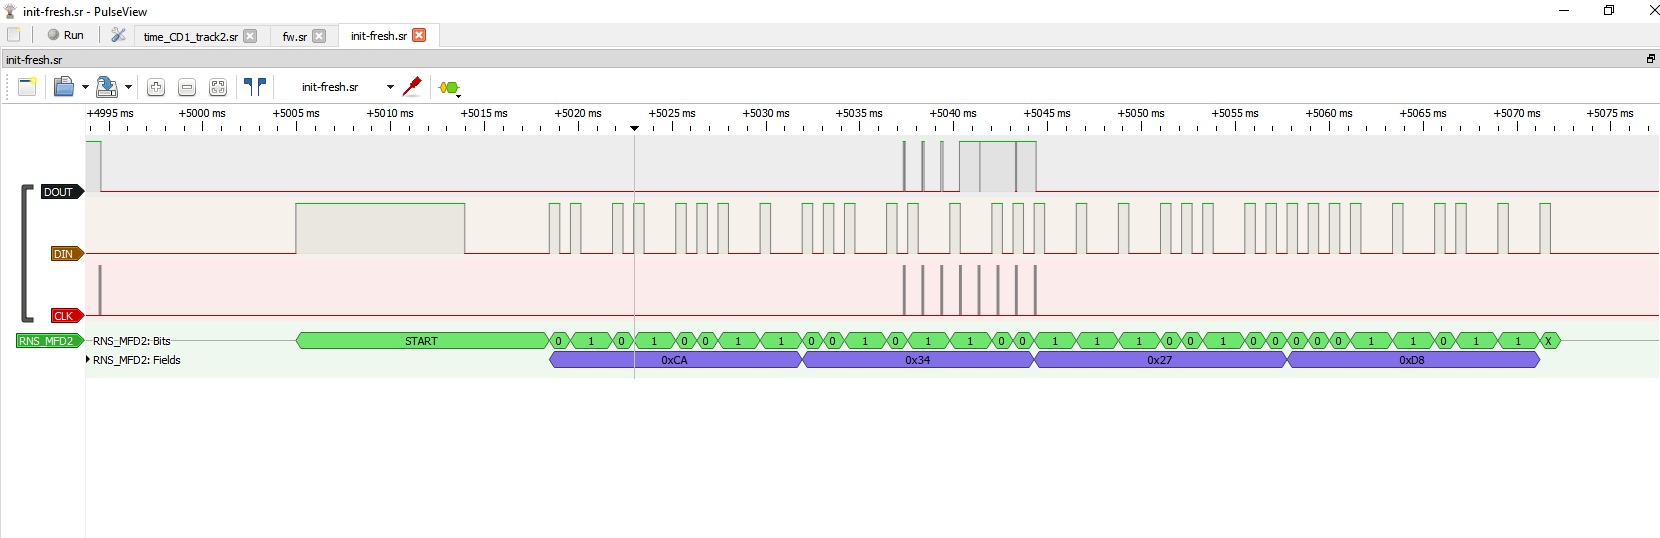 init-fresh.sr - PulseView
Run time_CD1_track2.sr fw.sr init-fresh.sr
init-fresh.sr
init-fresh.sr
+4995 ms +5000 ms +5005 ms +5010 ms +5015 ms +5020 ms +5025 ms +5030 ms +5035 ms +5040 ms +5045 ms +5050 ms +5055 ms +5060 ms +5065 ms +5070 ms +5075 ms
DOUT
DIN
CLK
RNS_MFD2 RNS_MFD2: Bits START 0 1 0 1 0 0 1 1 0 0 1 0 1 1 0 0 1 1 1 0 0 1 0 0 0 0 0 1 1 0 1 1 X
RNS_MFD2: Fields 0xCA 0x34 0x27 0xD8